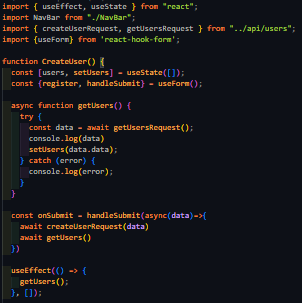 import { useEffect, useState } from "react";
import NavBar from "./NavBar";
import { createUserRequest, getUsersRequest } from "../api/users";
import {useForm} from 'react-hook-form';
function CreateUser() {
const [users, setUsers] = useState([]);
const {register, handleSubmit} = useForm();
async function getUsers() {
try {
const data = await getUsersRequest();
console.log(data)
setUsers(data.data);
} catch (error) {
console.log(error);
}
}
const onSubmit = handleSubmit(async(data)=>{
await createUserRequest(data)
await getUsers()
})
useEffect(() => {
getUsers();
}, []);